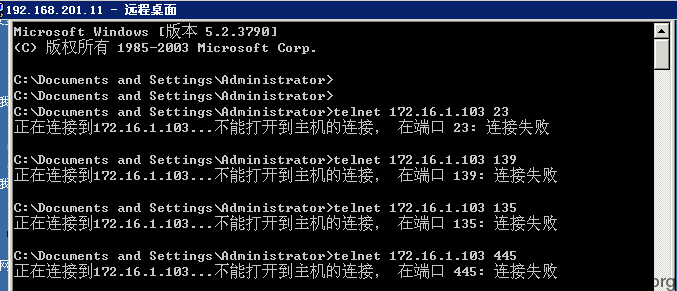 192.168.201.11 - 远程桌面
Microsoft Windows [版本 5.2.3790]
(C) 版权所有 1985-2003 Microsoft Corp.
C:\Documents and Settings\Administrator>
C:\Documents and Settings\Administrator>
C:\Documents and Settings\Administrator>telnet 172.16.1.103 23
正在连接到172.16.1.103...不能打开到主机的连接， 在端口 23: 连接失败
C:\Documents and Settings\Administrator>telnet 172.16.1.103 139
正在连接到172.16.1.103...不能打开到主机的连接， 在端口 139: 连接失败
C:\Documents and Settings\Administrator>telnet 172.16.1.103 135
正在连接到172.16.1.103...不能打开到主机的连接， 在端口 135: 连接失败
C:\Documents and Settings\Administrator>telnet 172.16.1.103 445
正在连接到172.16.1.103...不能打开到主机的连接， 在端口 445: 连接失败
我
我
网
org